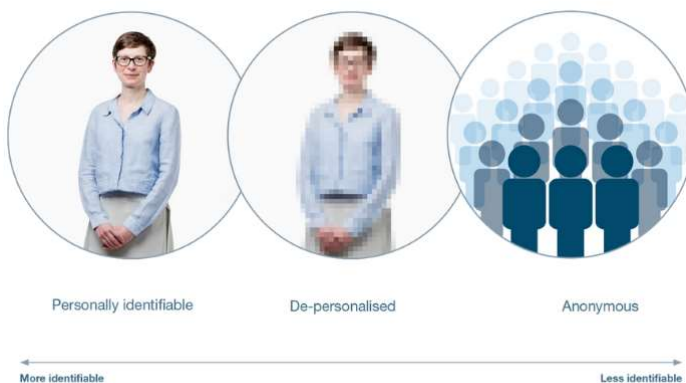 Personally identifiable
De-personalised
Anonymous
More identifiable
Less identifiable